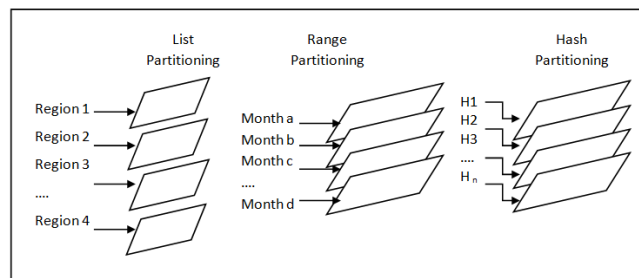 List
Partitioning
Region 1
Region 2
Region 3
....
Region 4
Range
Partitioning
Month a
Month b
Month c
....
Month d
Hash
Partitioning
H1
H2
H3
....
H n